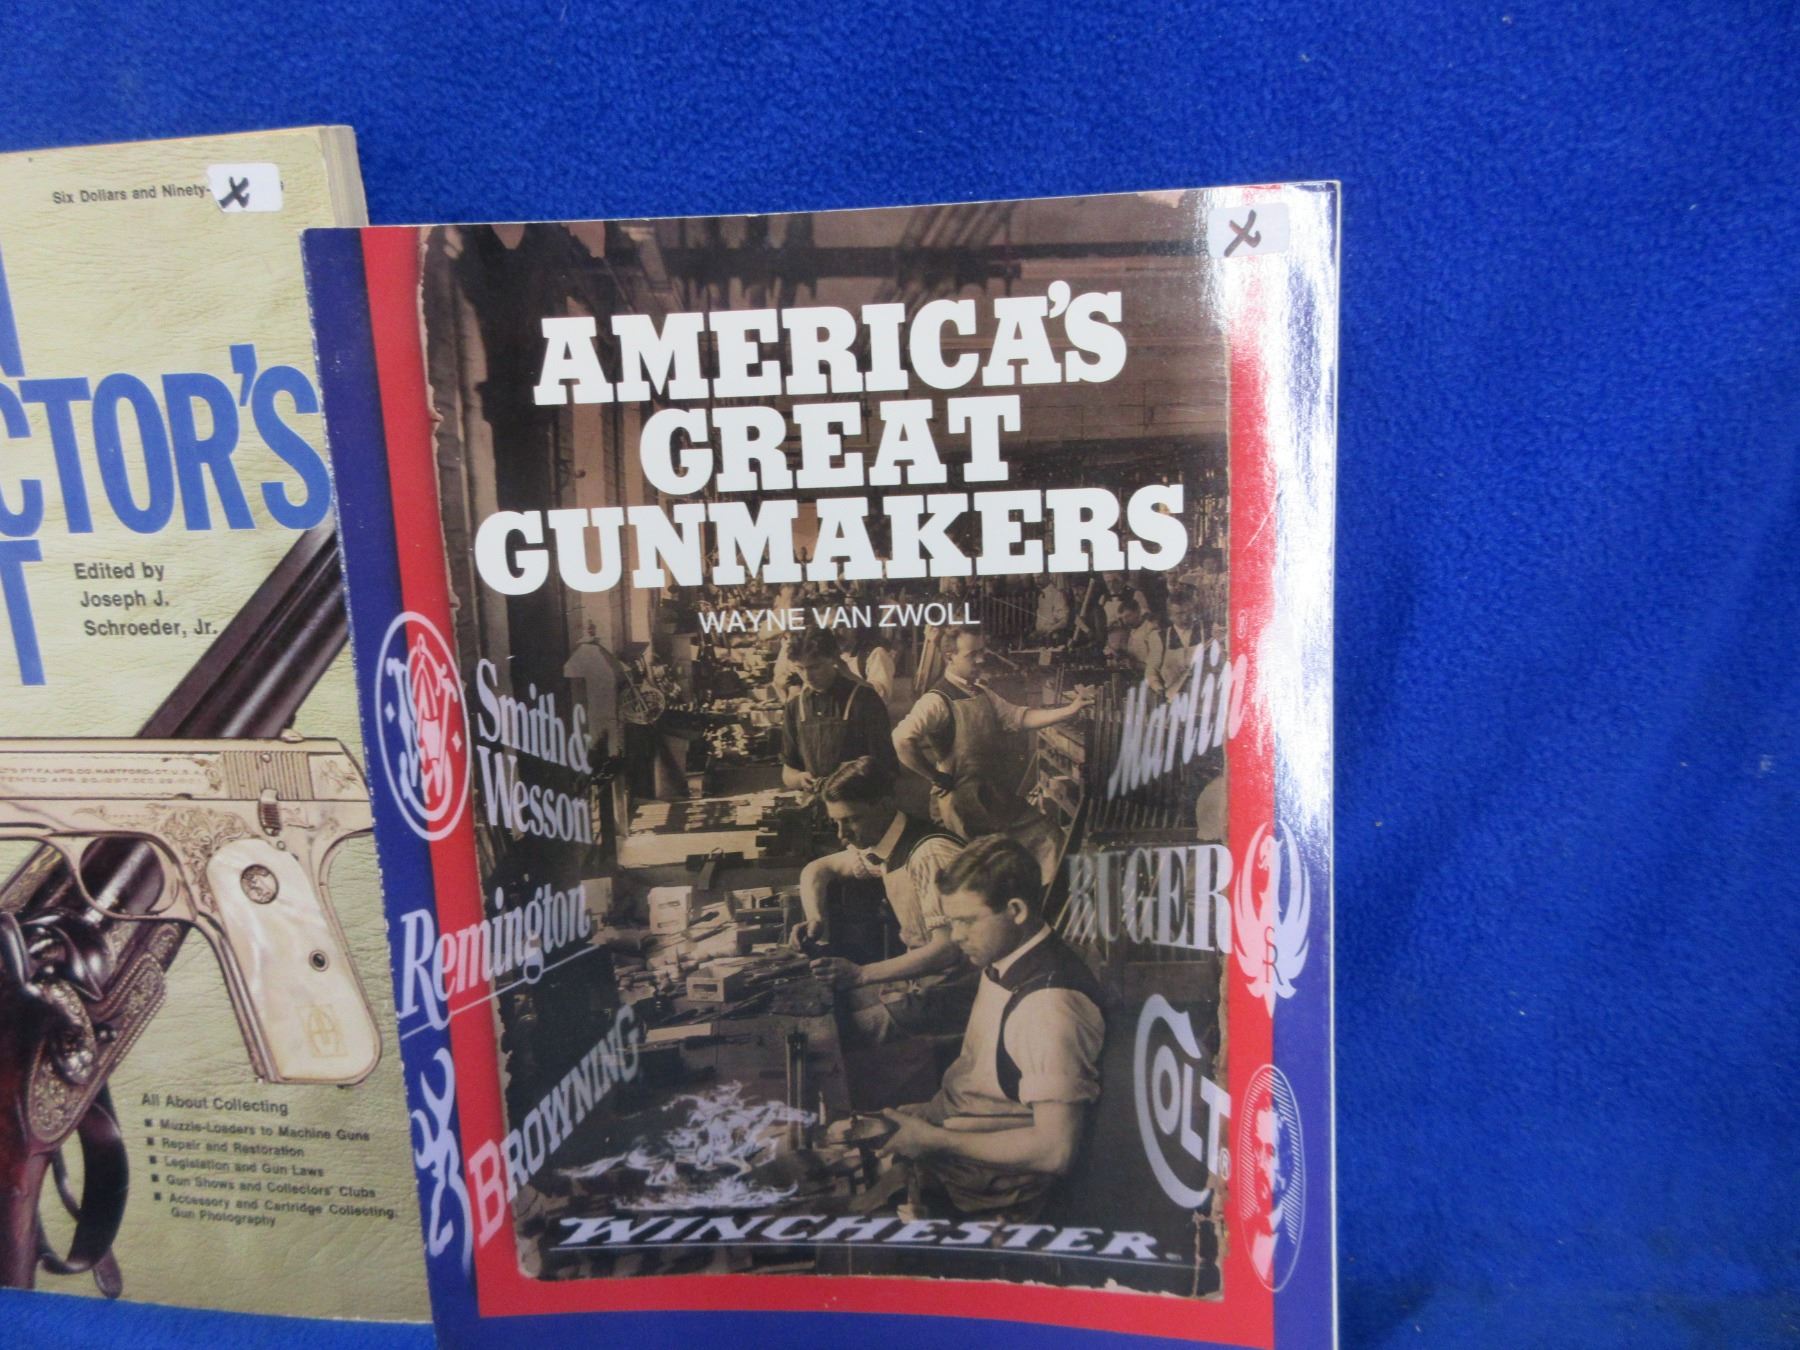 Six Dollars and Ninety-
X
CTOR'S
T
Edited by
Joseph J.
Schroeder, Jr.
All About Collecting
■ Muzzle-Loaders to Machine Guns
■ Repair and Restoration
■ Legislation and Gun Laws
■ Gun Shows and Collectors' Clubs
■ Accessory and Cartridge Collecting,
Gun Photography
X
AMERICA'S
GREAT
GUNMAKERS
WAYNE VAN ZWOLL
Smith &
Wesson
Marlin®
Remington
RUGER
SR
BROWNING
COLT®
WINCHESTER